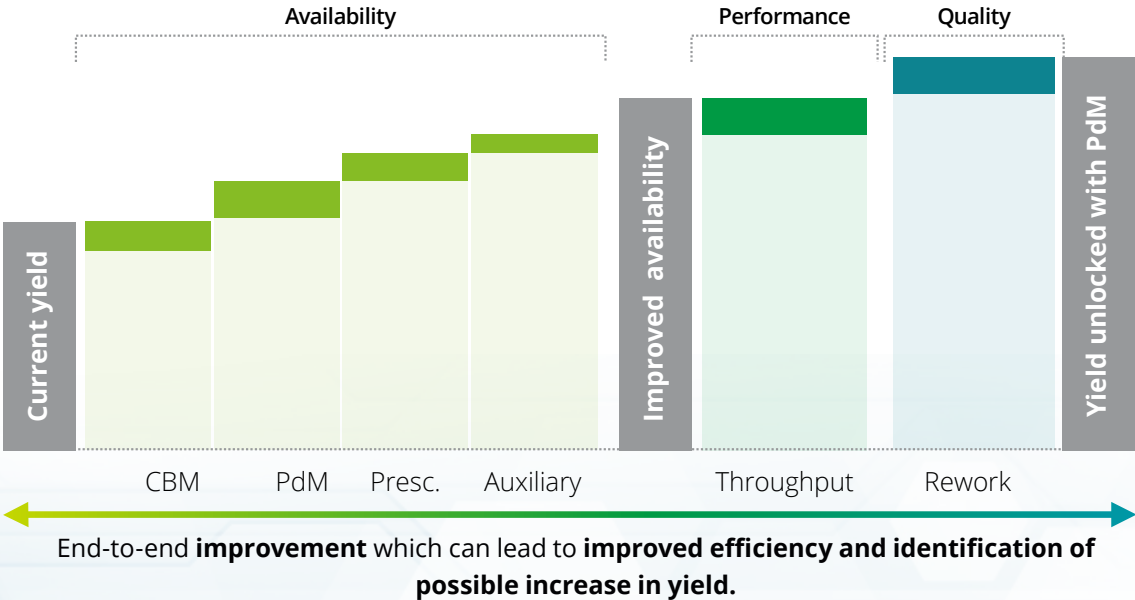 Availability
Performance
Quality
Current yield
Improved availability
Yield unlocked with PdM
CBM
PdM
Presc.
Auxiliary
Throughput
Rework
End-to-end improvement which can lead to improved efficiency and identification of
possible increase in yield.